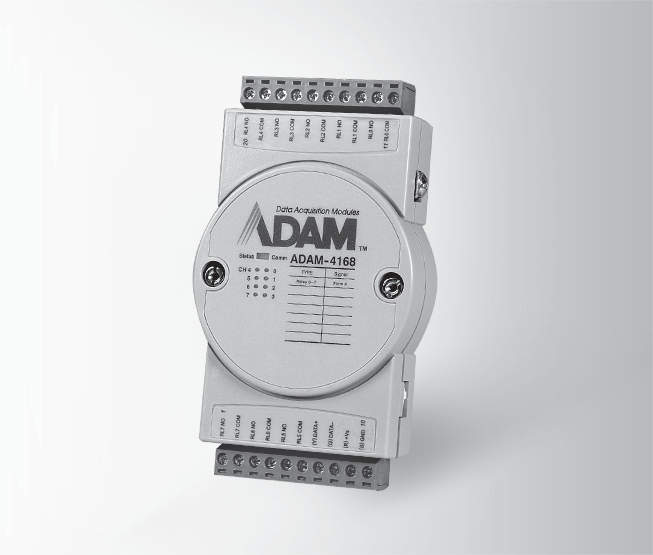 20 RL4 NO RL4 COM RL3 NO RL3 COM RL2 NO RL2 COM RL1 NO RL1 COM RL0 NO 11 RL0 COM
Data Acquisition Modules
ADAM TM
Status Comm ADAM-4168
TYPE Signal
Relay 0~7 Form A
CH 4 0
5 1
6 2
7 3
RL7 NO 1 RL7 COM RL6 NO RL6 COM RL5 NO RL5 COM (Y) DATA+ (G) DATA- (R) +Vs (B) GND 10